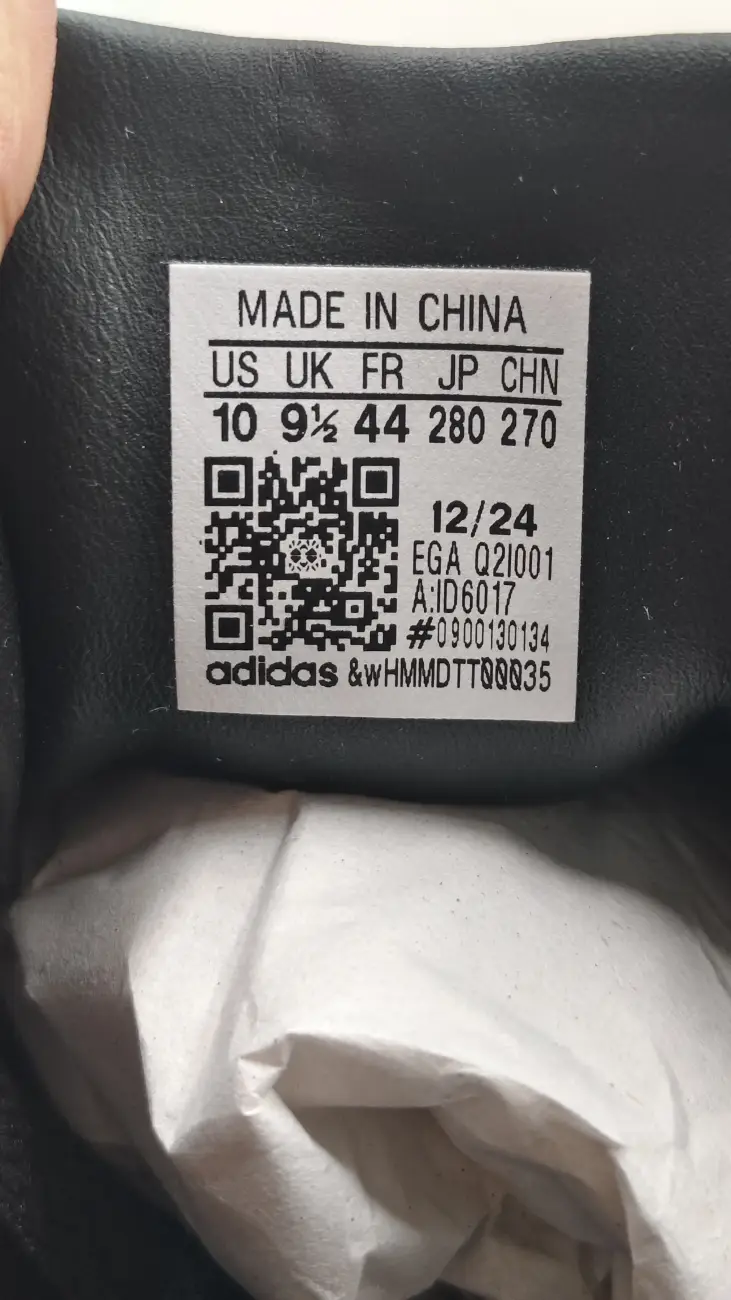 MADE IN CHINA
US UK FR JP CHN
10 9½ 44 280 270
12/24
EGA Q2I001
A:ID6017
#0900130134
adidas &wHMMDTT00035